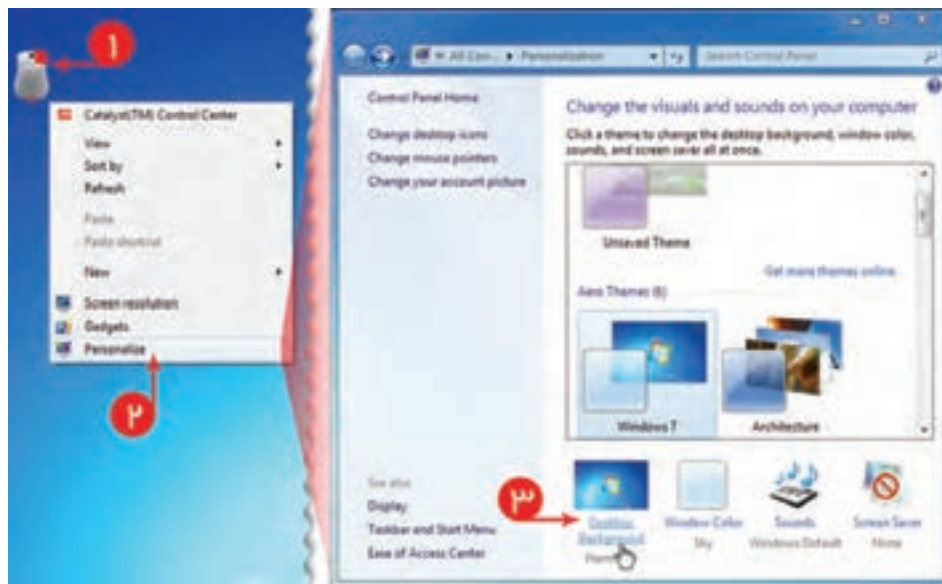 ۱
Catalyst(TM) Control Center
View
Sort by
Refresh
Paste
Paste shortcut
New
Screen resolution
Gadgets
Personalize
۲
All Con... ▸ Personalization
Search Control Panel
Control Panel Home
Change desktop icons
Change mouse pointers
Change your account picture
See also
Display
Taskbar and Start Menu
Ease of Access Center
Change the visuals and sounds on your computer
Click a theme to change the desktop background, window color,
sounds, and screen saver all at once.
Unsaved Theme
Get more themes online
Aero Themes (6)
Windows 7
Architecture
۳
Desktop
Background
Window Color
Sky
Sounds
Windows Default
Screen Saver
None